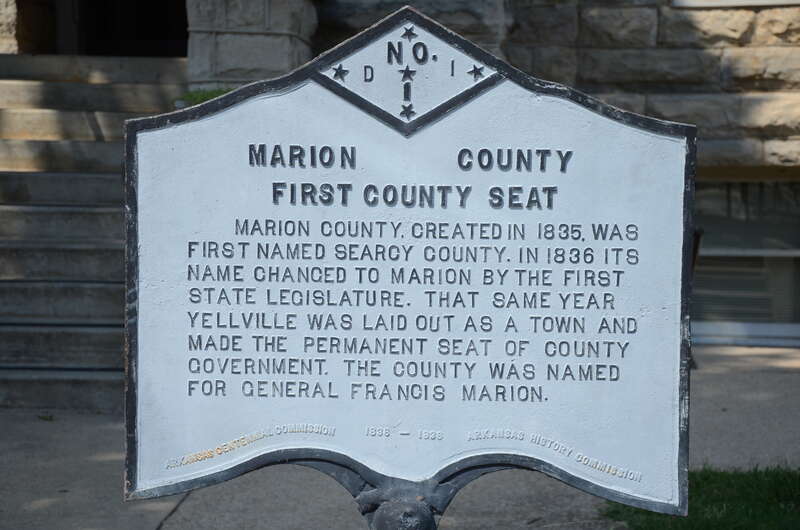 NO.
D 1 I
MARION COUNTY
FIRST COUNTY SEAT
MARION COUNTY, CREATED IN 1835, WAS
FIRST NAMED SEARCY COUNTY. IN 1836 ITS
NAME CHANGED TO MARION BY THE FIRST
STATE LEGISLATURE. THAT SAME YEAR
YELLVILLE WAS LAID OUT AS A TOWN AND
MADE THE PERMANENT SEAT OF COUNTY
GOVERNMENT. THE COUNTY WAS NAMED
FOR GENERAL FRANCIS MARION.
ARKANSAS CENTENNIAL COMMISSION 1836 — 1936 ARKANSAS HISTORY COMMISSION